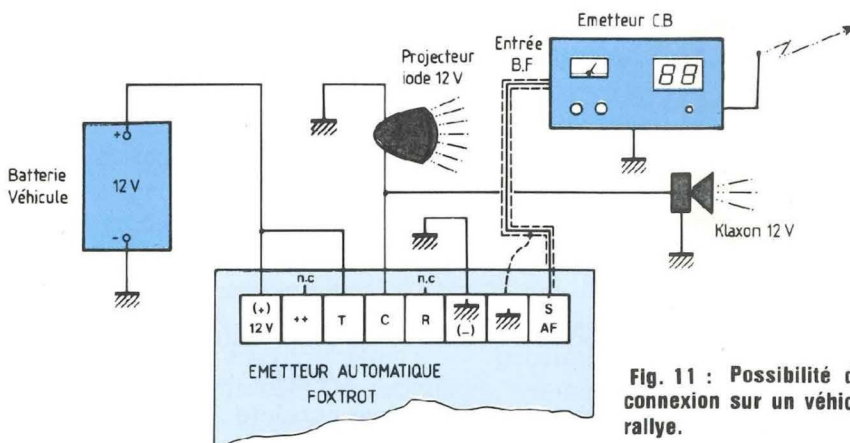 Emetteur C.B
Entrée
B.F
Projecteur
iode 12 V
88
+
Batterie
Véhicule
12 V
-
Klaxon 12 V
n.c
n.c
(+)
12 V
++
T
C
R
(-)
S
AF
EMETTEUR AUTOMATIQUE
FOXTROT
Fig. 11 : Possibilité
connexion sur un
rallye.